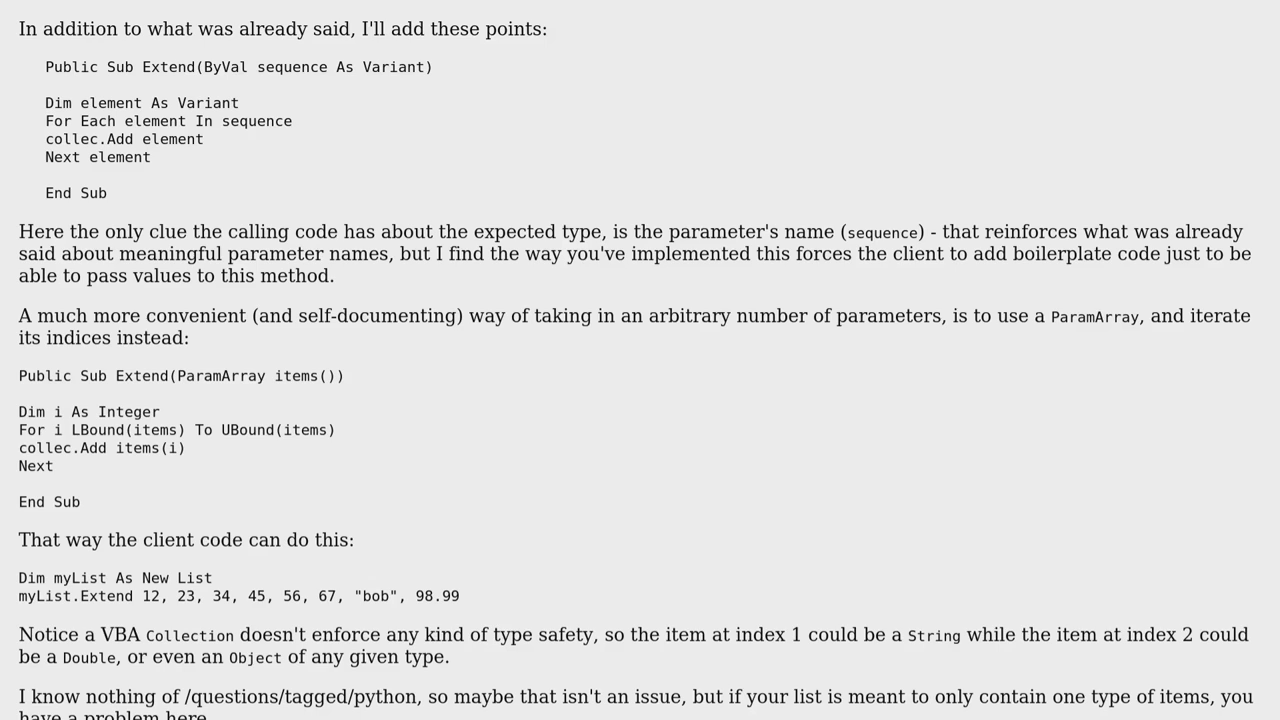 In addition to what was already said, I'll add these points:
Public Sub Extend(ByVal sequence As Variant)
Dim element As Variant
For Each element In sequence
collec.Add element
Next element
End Sub
Here the only clue the calling code has about the expected type, is the parameter's name (sequence) - that reinforces what was already
said about meaningful parameter names, but I find the way you've implemented this forces the client to add boilerplate code just to be
able to pass values to this method.
A much more convenient (and self-documenting) way of taking in an arbitrary number of parameters, is to use a ParamArray, and iterate
its indices instead:
Public Sub Extend(ParamArray items())
Dim i As Integer
For i LBound(items) To UBound(items)
collec.Add items(i)
Next
End Sub
That way the client code can do this:
Dim myList As New List
myList.Extend 12, 23, 34, 45, 56, 67, "bob", 98.99
Notice a VBA Collection doesn't enforce any kind of type safety, so the item at index 1 could be a String while the item at index 2 could
be a Double, or even an Object of any given type.
I know nothing of /questions/tagged/python, so maybe that isn't an issue, but if your list is meant to only contain one type of items, you
have a problem here